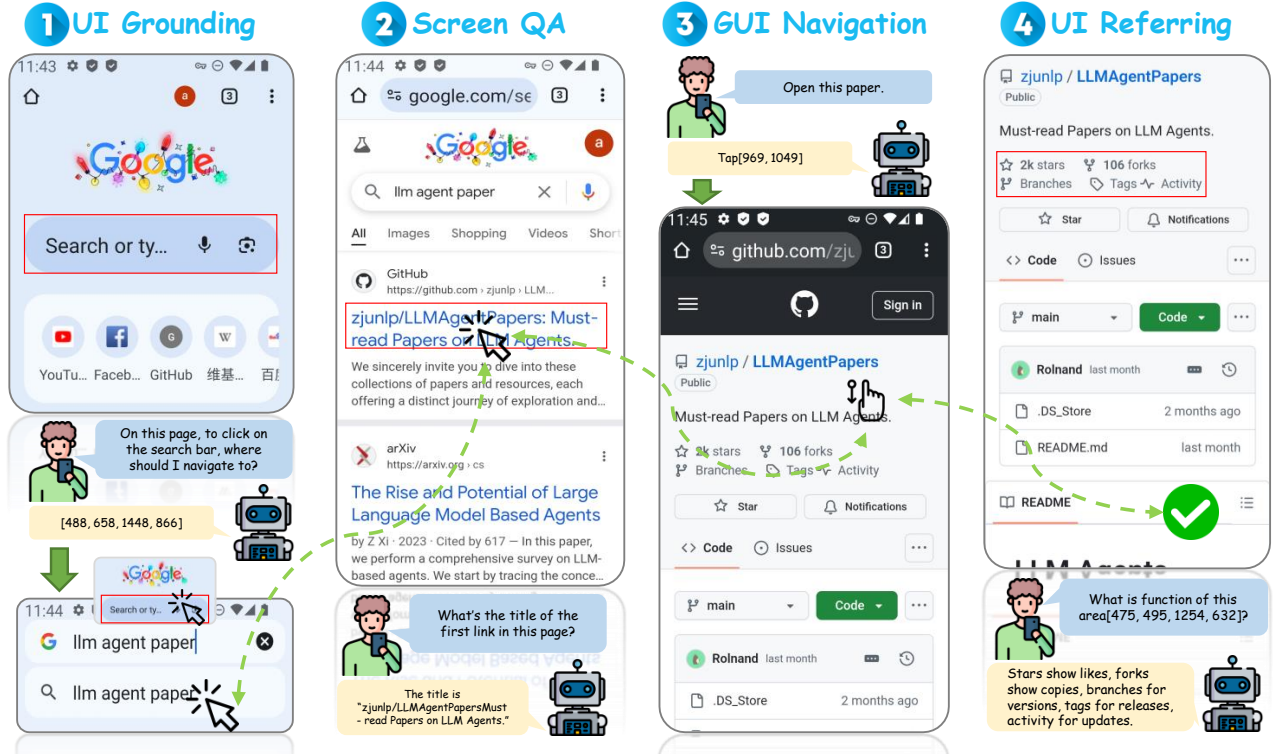 1 UI Grounding
11:43
a
3
Google
Search or ty...
G
W
YouTu... Faceb... GitHub 维基...
On this page, to click on
the search bar, where
should I navigate to?
[488, 658, 1448, 866]
Google
Search or ty...
11:44
G llm agent paper
llm agent paper
2 Screen QA
11:44
google.com/se
3
Google
a
llm agent paper
All Images Shopping Videos Short
GitHub
https://github.com › zjunlp › LLM...
zjunlp/LLMAgentPapers: Must-
read Papers on LLM Agents.
We sincerely invite you to dive into these
collections of papers and resources, each
offering a distinct journey of exploration and...
arXiv
https://arxiv.org › cs
The Rise and Potential of Large
Language Model Based Agents
by Z Xi · 2023 · Cited by 617 — In this paper,
we perform a comprehensive survey on LLM-
based agents. We start by tracing the conce...
What's the title of the
first link in this page?
The title is
"zjunlp/LLMAgentPapersMust
- read Papers on LLM Agents."
3 GUI Navigation
Open this paper.
Tap[969, 1049]
11:45
github.com/zju
3
Sign in
zjunlp / LLMAgentPapers
Public
Must-read Papers on LLM Agents.
2k stars 106 forks
Branches Tags Activity
Star Notifications
<> Code Issues
main Code
Rolnand last month
.DS_Store 2 months ago
4 UI Referring
zjunlp / LLMAgentPapers
Public
Must-read Papers on LLM Agents.
2k stars 106 forks
Branches Tags Activity
Star Notifications
<> Code Issues
main Code
Rolnand last month
.DS_Store 2 months ago
README.md last month
README
LLM Agents
What is function of this
area[475, 495, 1254, 632]?
Stars show likes, forks
show copies, branches for
versions, tags for releases,
activity for updates.